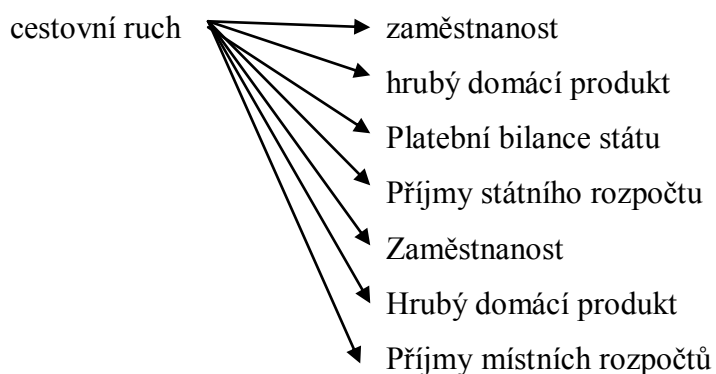 cestovní ruch zaměstnanost
hrubý domácí produkt
Platební bilance státu
Příjmy státního rozpočtu
Zaměstnanost
Hrubý domácí produkt
Příjmy místních rozpočtů